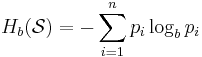 H_b(\mathcal{S}) = - \sum_{i=1}^{n} p_i \log_b p_i